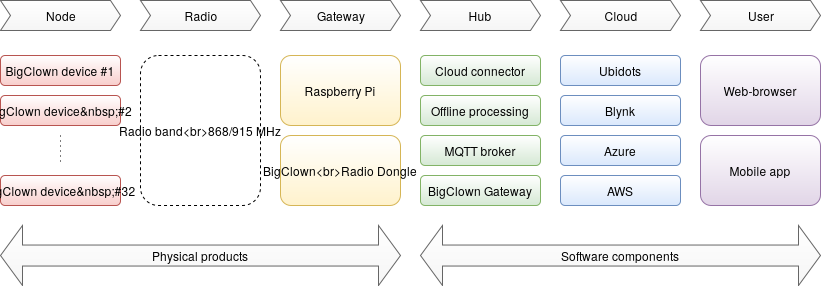 Node
Radio
Gateway
Hub
Cloud
User
BigClown device #1
gClown device&nbsp;#2
gClown device&nbsp;#32
Radio band<br>868/915 MHz
Raspberry Pi
BigClown<br>Radio Dongle
Cloud connector
Offline processing
MQTT broker
BigClown Gateway
Ubidots
Blynk
Azure
AWS
Web-browser
Mobile app
Physical products
Software components